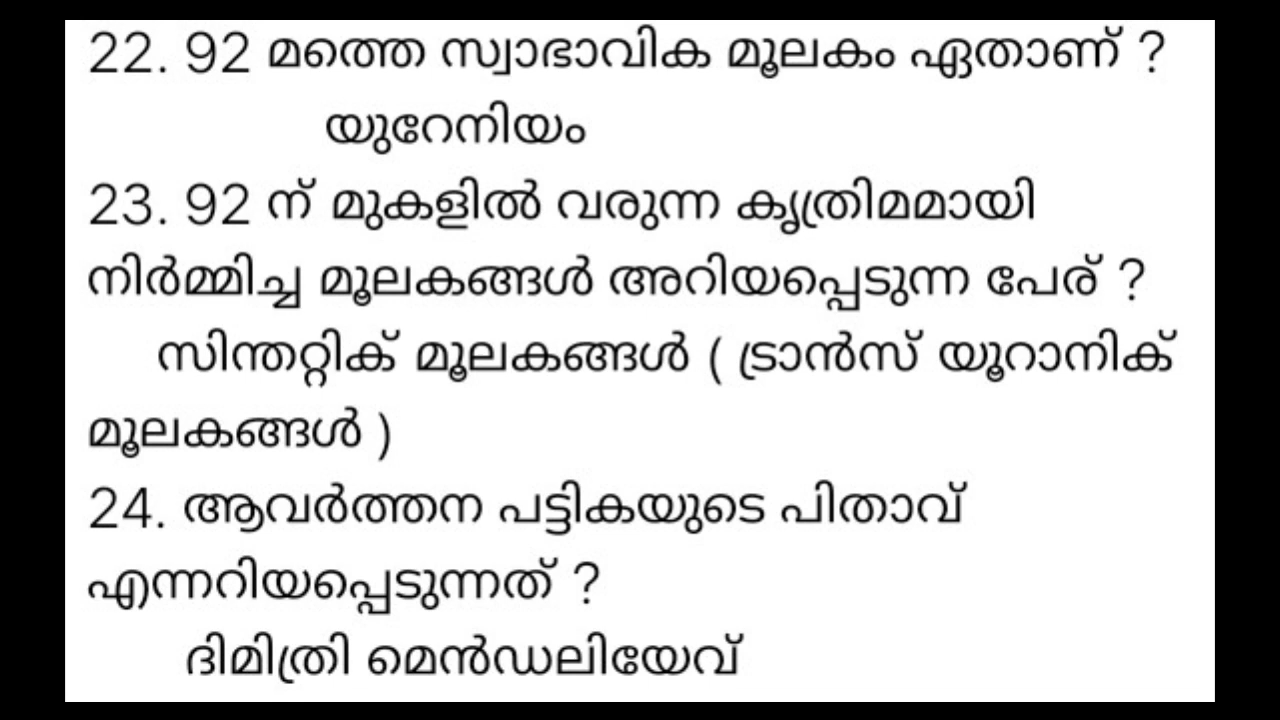 22. 92 മത്തെ സ്വാഭാവിക മൂലകം ഏതാണ് ?
യുറേനിയം
23. 92 ന് മുകളിൽ വരുന്ന കൃത്രിമമായി
നിർമ്മിച്ച മൂലകങ്ങൾ അറിയപ്പെടുന്ന പേര് ?
സിന്തറ്റിക് മൂലകങ്ങൾ ( ട്രാൻസ് യൂറാനിക്
മൂലകങ്ങൾ )
24. ആവർത്തന പട്ടികയുടെ പിതാവ്
എന്നറിയപ്പെടുന്നത് ?
ദിമിത്രി മെൻഡലിയേവ്